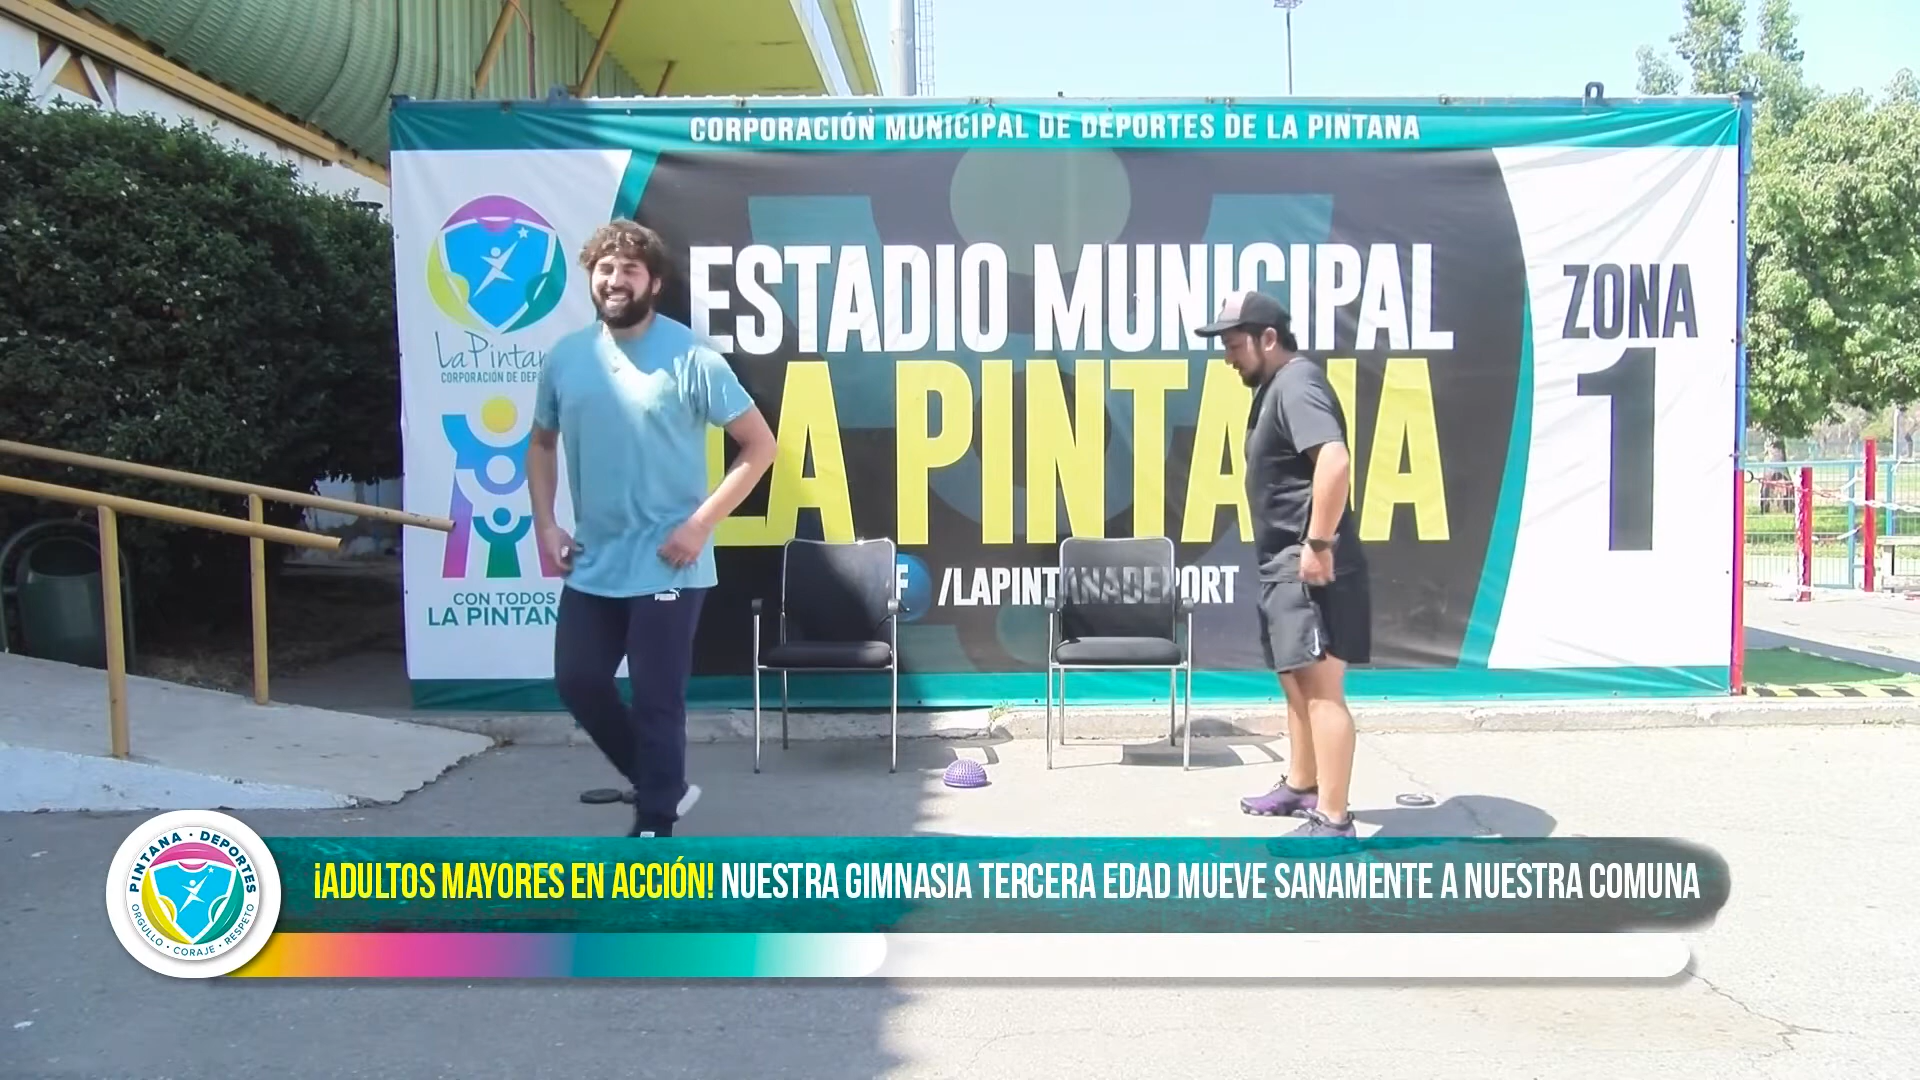 CORPORACIÓN MUNICIPAL DE DEPORTES DE LA PINTANA
La Pintan
CORPORACIÓN DE DEPO
CON TODOS
LA PINTAN
ESTADIO MUNICIPAL
LA PINTANA
F /LAPINTANADEPORT
ZONA
1
PUMA
PINTANA · DEPORTES
ORGULLO · CORAJE · RESPETO
¡ADULTOS MAYORES EN ACCIÓN! NUESTRA GIMNASIA TERCERA EDAD MUEVE SANAMENTE A NUESTRA COMUNA